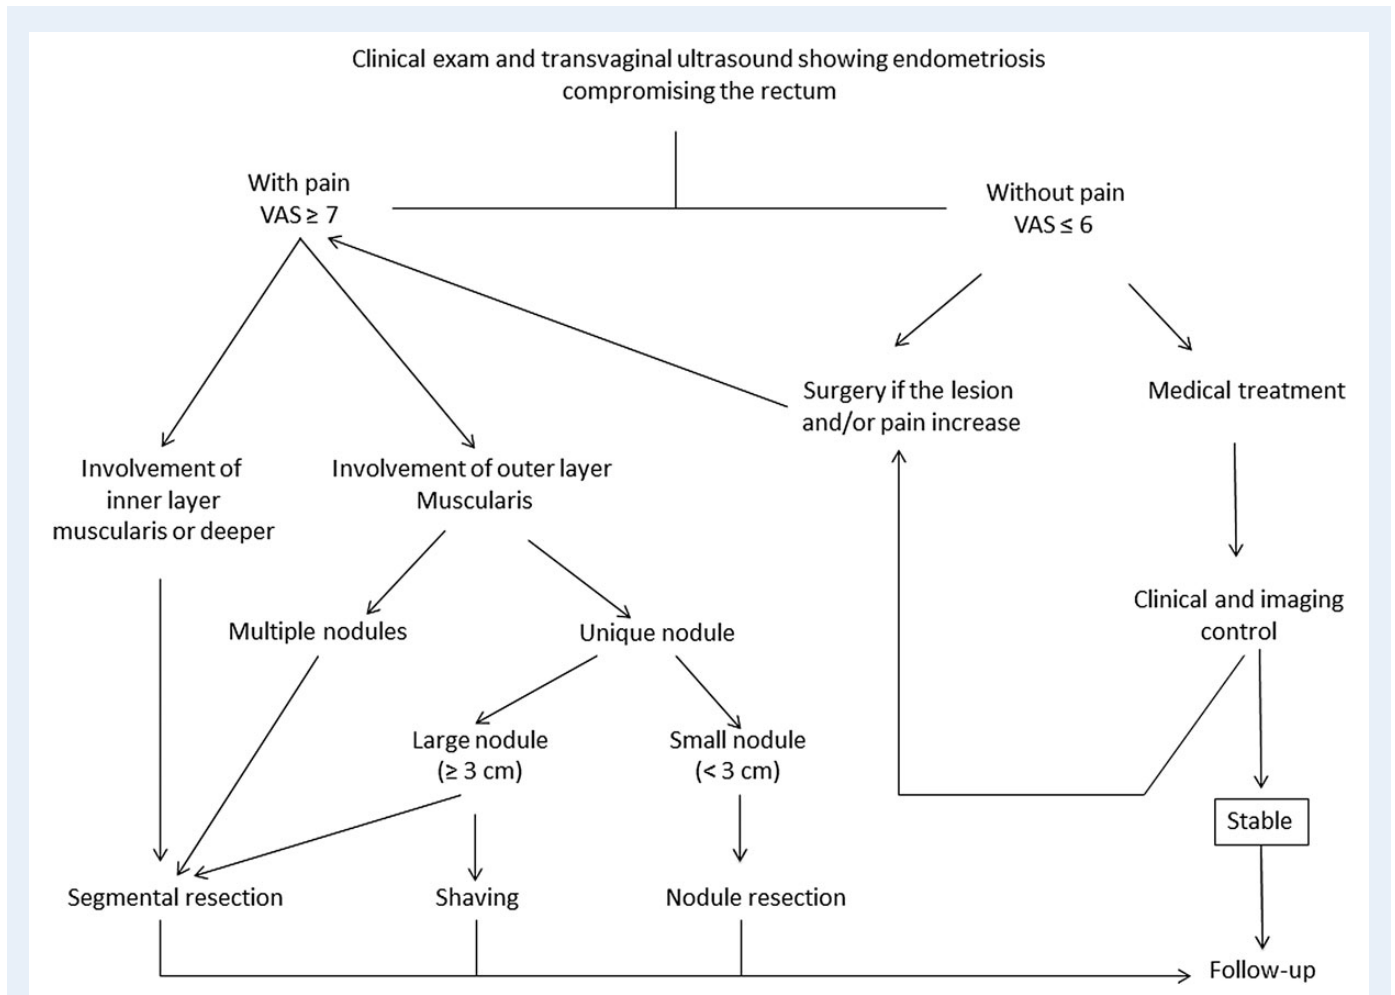 Clinical exam and transvaginal ultrasound showing endometriosis
compromising the rectum
With pain
VAS ≥ 7
Without pain
VAS ≤ 6
Surgery if the lesion
and/or pain increase
Medical treatment
Involvement of
inner layer
muscularis or deeper
Involvement of outer layer
Muscularis
Clinical and imaging
control
Multiple nodules
Unique nodule
Large nodule
(≥ 3 cm)
Small nodule
(< 3 cm)
Stable
Segmental resection
Shaving
Nodule resection
Follow-up